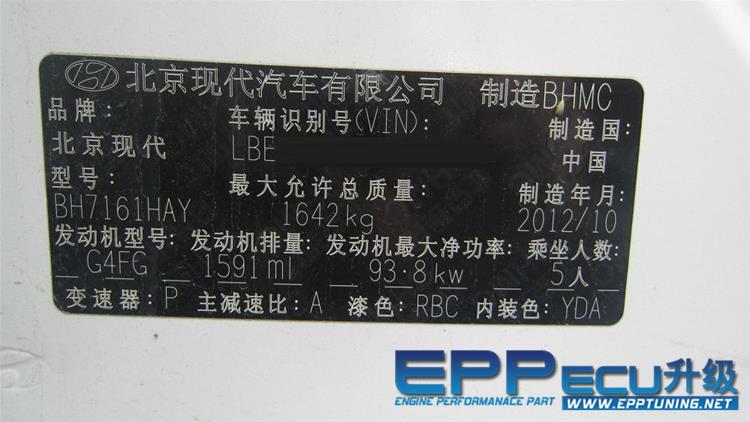 北京现代汽车有限公司 制造BHMC
品牌: 车辆识别号(VIN): 制造国:
北京现代 LBE 中国
型号: 最大允许总质量: 制造年月:
BH7161HAY 1642kg 2012/10
发动机型号: 发动机排量: 发动机最大净功率: 乘坐人数:
G4FG 1591ml 93·8kw 5人
变速器: P 主减速比: A 漆色: RBC 内装色: YDA
EPP ECU升级
ENGINE PERFORMANACE PART WWW.EPPTUNING.NET